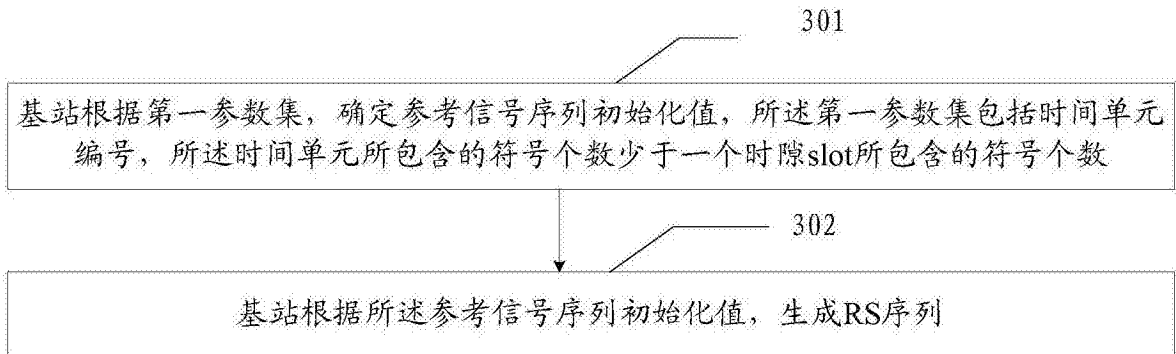 301
基站根据第一参数集，确定参考信号序列初始化值，所述第一参数集包括时间单元
编号，所述时间单元所包含的符号个数少于一个时隙slot所包含的符号个数
302
基站根据所述参考信号序列初始化值，生成RS序列